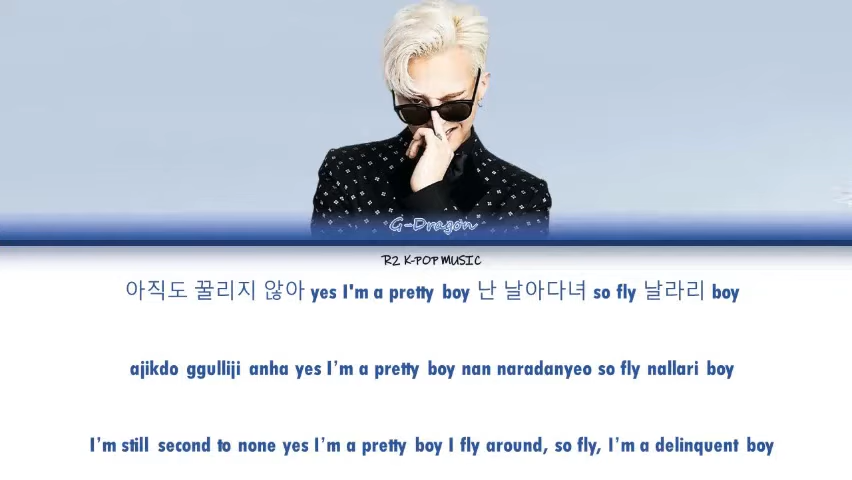 G-Dragon
R2 K-POP MUSIC
아직도 꿀리지 않아 yes I'm a pretty boy 난 날아다녀 so fly 날라리 boy
ajikdo ggulliji anha yes I'm a pretty boy nan naradanyeo so fly nallari boy
I'm still second to none yes I'm a pretty boy I fly around, so fly, I'm a delinquent boy